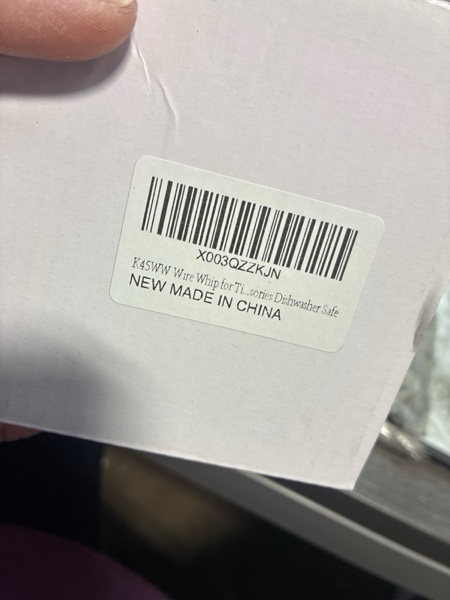 X003QZZKJN
K45WW Wire Whip for Ti...sories Dishwasher Safe
NEW MADE IN CHINA